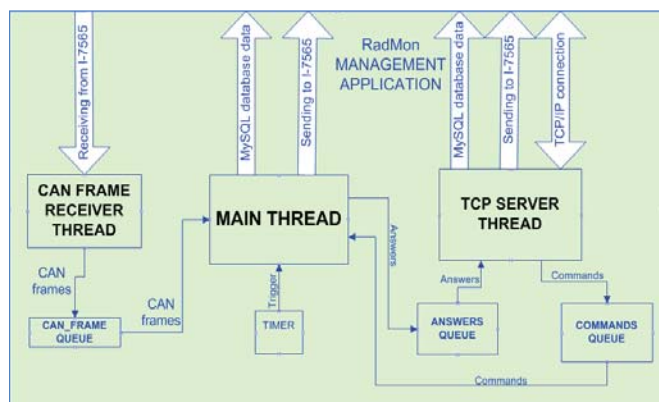 Receiving from I-7565
MySQL database data
Sending to I-7565
RadMon
MANAGEMENT
APPLICATION
MySQL database data
Sending to I-7565
TCP/IP connection
CAN FRAME
RECEIVER
THREAD
MAIN THREAD
TCP SERVER
THREAD
Answers
CAN
frames
CAN
frames
Trigger
Answers
Commands
CAN_FRAME
QUEUE
TIMER
ANSWERS
QUEUE
COMMANDS
QUEUE
Commands